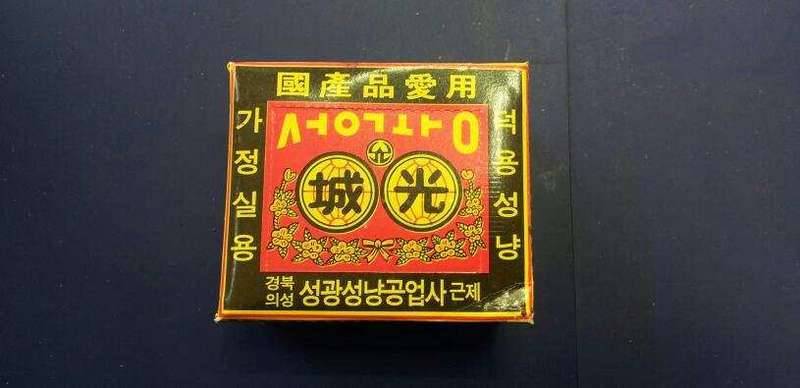 國產品愛用
가정실용
덕용성냥
城光
경북
의성
성광성냥공업사 근제